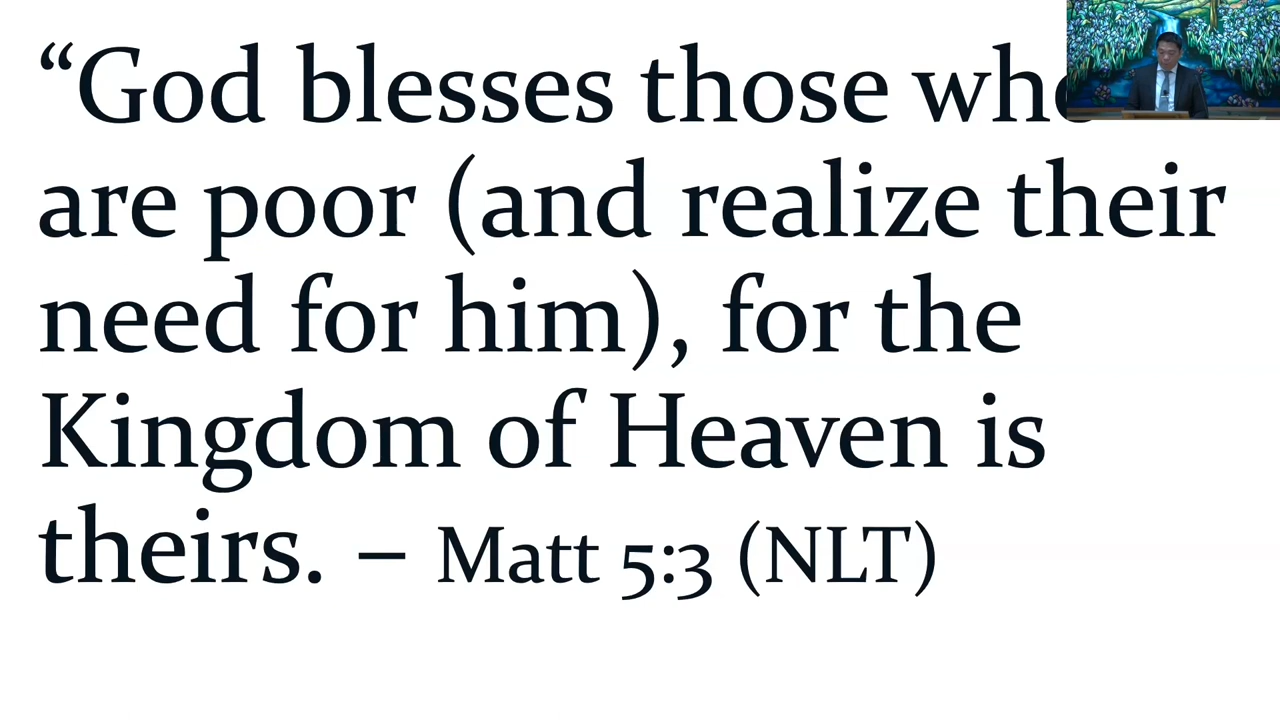 “God blesses those who
are poor (and realize their
need for him), for the
Kingdom of Heaven is
theirs. – Matt 5:3 (NLT)